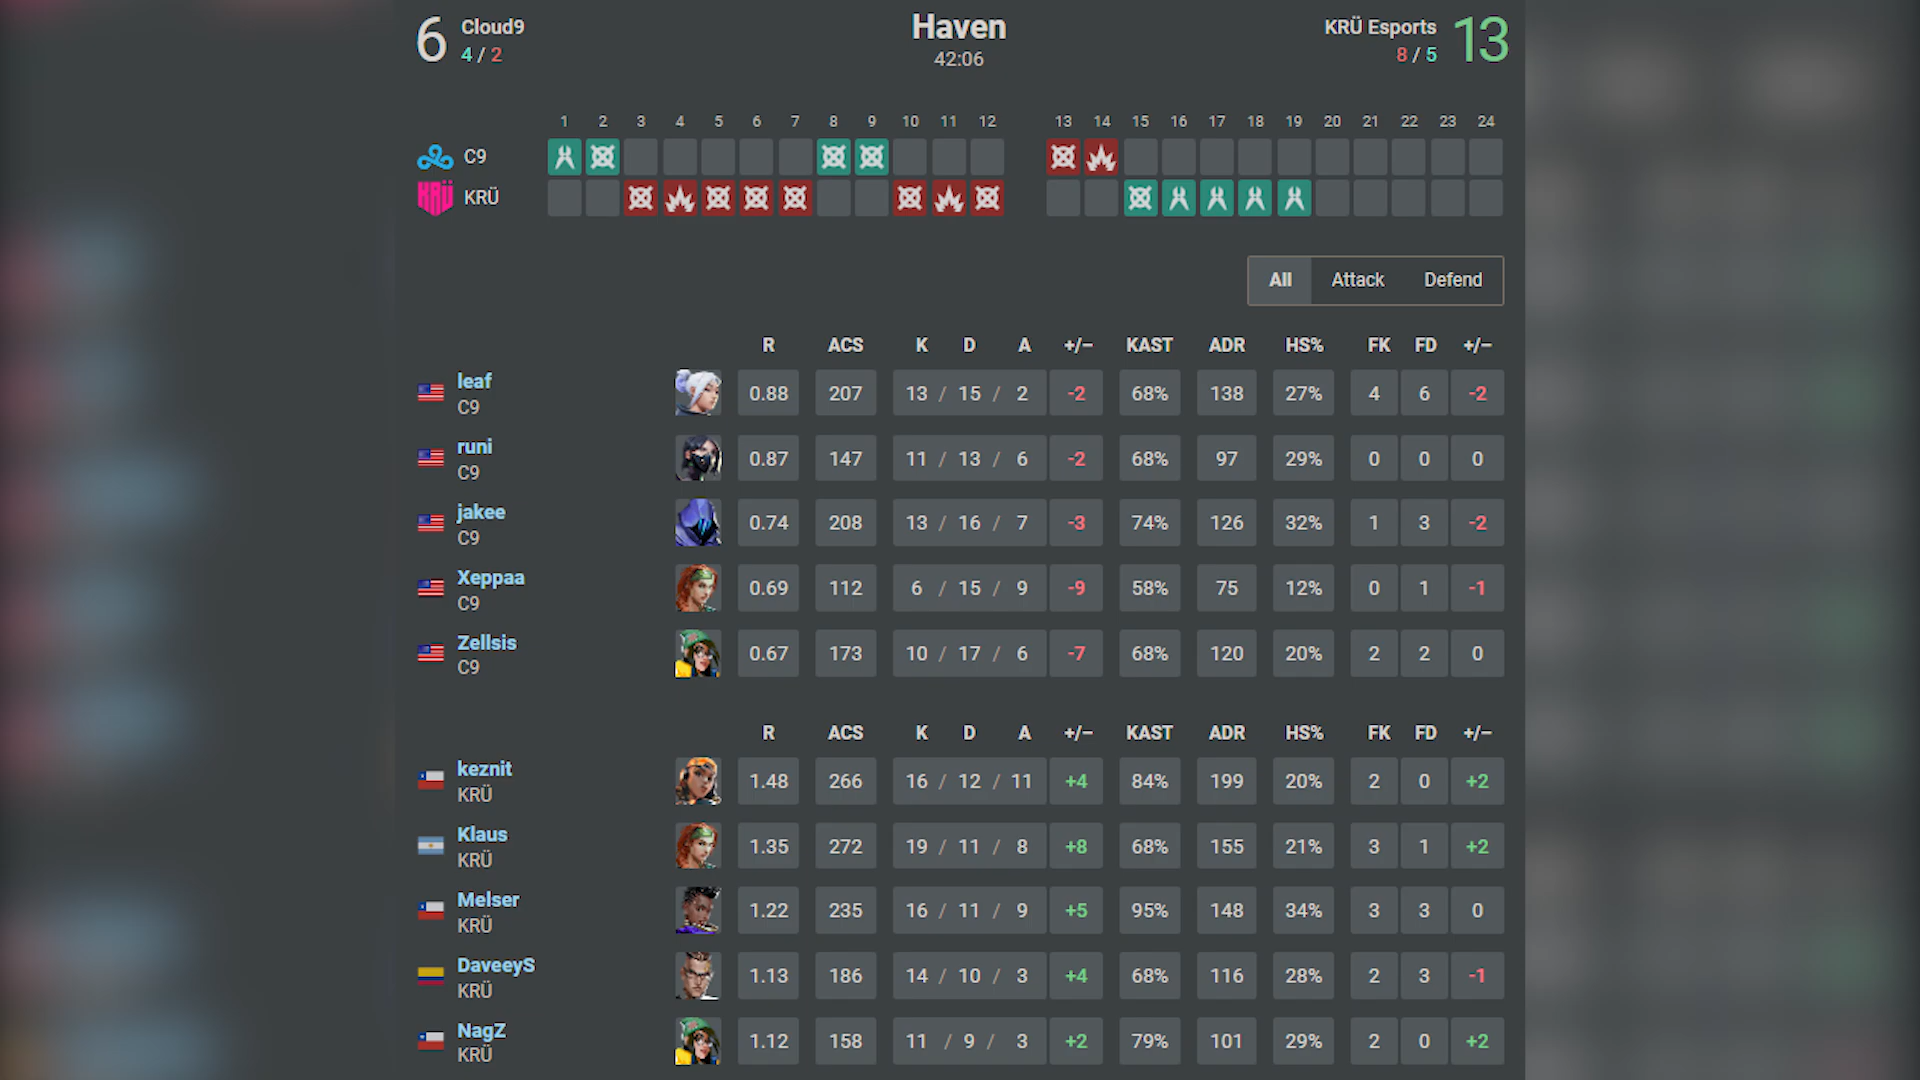 6 Cloud9 Haven KRÜ Esports 13
4 / 2 42:06 8 / 5
1 2 3 4 5 6 7 8 9 10 11 12 13 14 15 16 17 18 19 20 21 22 23 24
C9
KRÜ KRÜ
All Attack Defend
R ACS K D A +/– KAST ADR HS% FK FD +/–
leaf
C9 0.88 207 13 / 15 / 2 -2 68% 138 27% 4 6 -2
runi
C9 0.87 147 11 / 13 / 6 -2 68% 97 29% 0 0 0
jakee
C9 0.74 208 13 / 16 / 7 -3 74% 126 32% 1 3 -2
Xeppaa
C9 0.69 112 6 / 15 / 9 -9 58% 75 12% 0 1 -1
Zellsis
C9 0.67 173 10 / 17 / 6 -7 68% 120 20% 2 2 0
R ACS K D A +/– KAST ADR HS% FK FD +/–
keznit
KRÜ 1.48 266 16 / 12 / 11 +4 84% 199 20% 2 0 +2
Klaus
KRÜ 1.35 272 19 / 11 / 8 +8 68% 155 21% 3 1 +2
Melser
KRÜ 1.22 235 16 / 11 / 9 +5 95% 148 34% 3 3 0
DaveeyS
KRÜ 1.13 186 14 / 10 / 3 +4 68% 116 28% 2 3 -1
NagZ
KRÜ 1.12 158 11 / 9 / 3 +2 79% 101 29% 2 0 +2